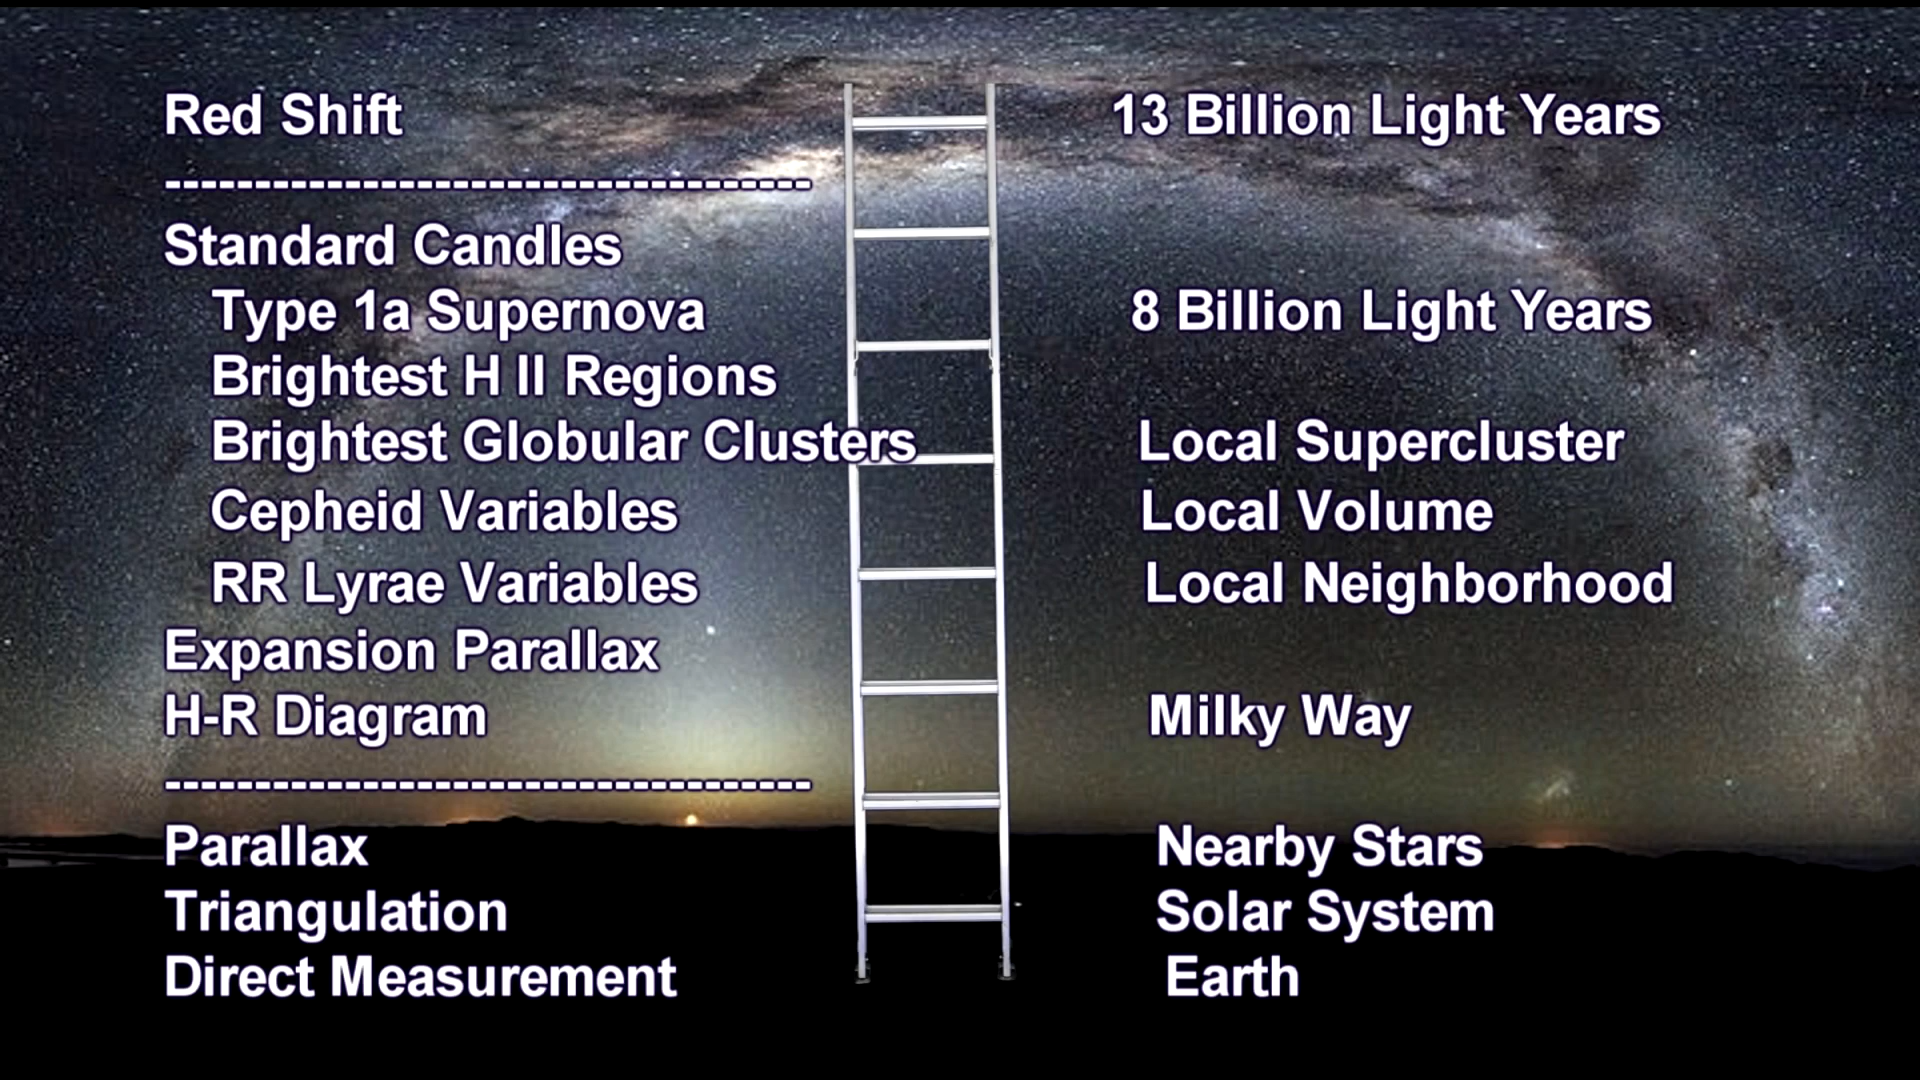 Red Shift 13 Billion Light Years
------------------------------------
Standard Candles
Type 1a Supernova 8 Billion Light Years
Brightest H II Regions
Brightest Globular Clusters Local Supercluster
Cepheid Variables Local Volume
RR Lyrae Variables Local Neighborhood
Expansion Parallax
H-R Diagram Milky Way
------------------------------------
Parallax Nearby Stars
Triangulation Solar System
Direct Measurement Earth